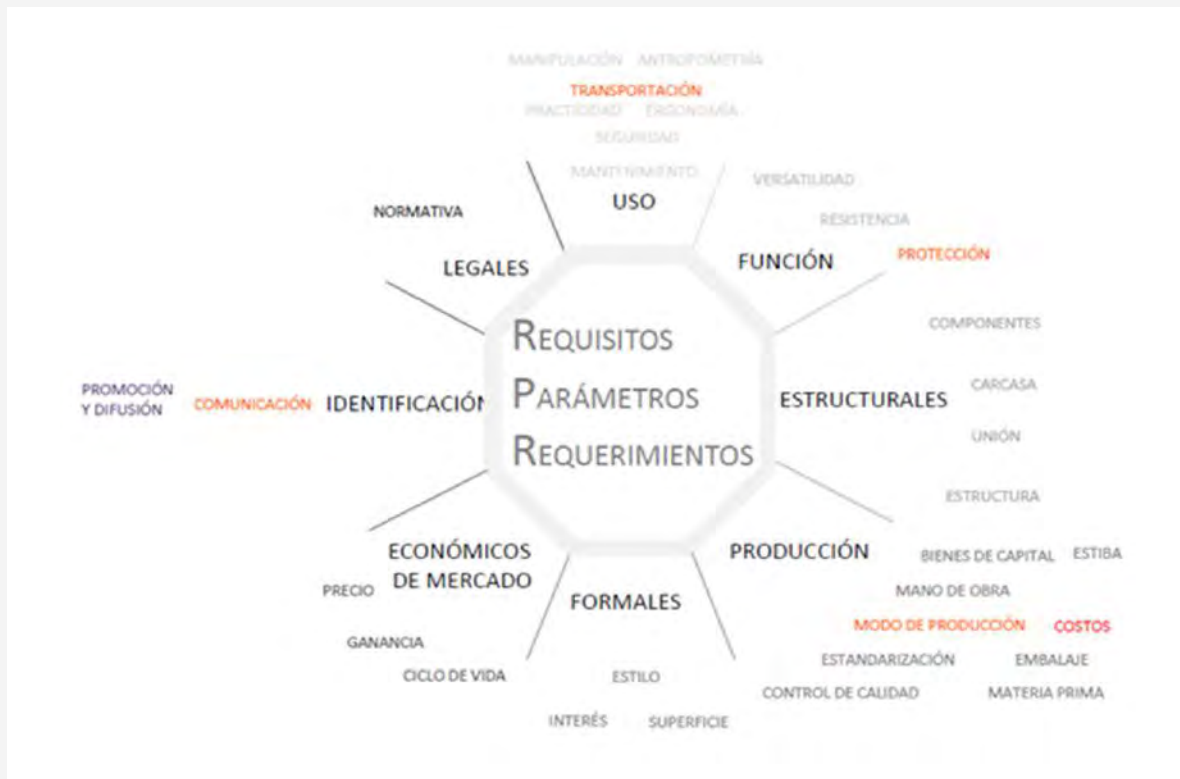 MANIPULACIÓN ANTROPOMETRÍA
TRANSPORTACIÓN
PRACTICIDAD ERGONOMÍA
SEGURIDAD
MANTENIMIENTO
USO
VERSATILIDAD
RESISTENCIA
PROTECCIÓN
FUNCIÓN
NORMATIVA
LEGALES
REQUISITOS
PARÁMETROS
REQUERIMIENTOS
COMPONENTES
CARCASA
ESTRUCTURALES
UNIÓN
ESTRUCTURA
PROMOCIÓN
Y DIFUSIÓN
COMUNICACIÓN
IDENTIFICACIÓN
PRODUCCIÓN
BIENES DE CAPITAL ESTIBA
MANO DE OBRA
MODO DE PRODUCCIÓN COSTOS
ESTANDARIZACIÓN EMBALAJE
CONTROL DE CALIDAD MATERIA PRIMA
ECONÓMICOS
DE MERCADO
PRECIO
GANANCIA
CICLO DE VIDA
FORMALES
ESTILO
INTERÉS SUPERFICIE